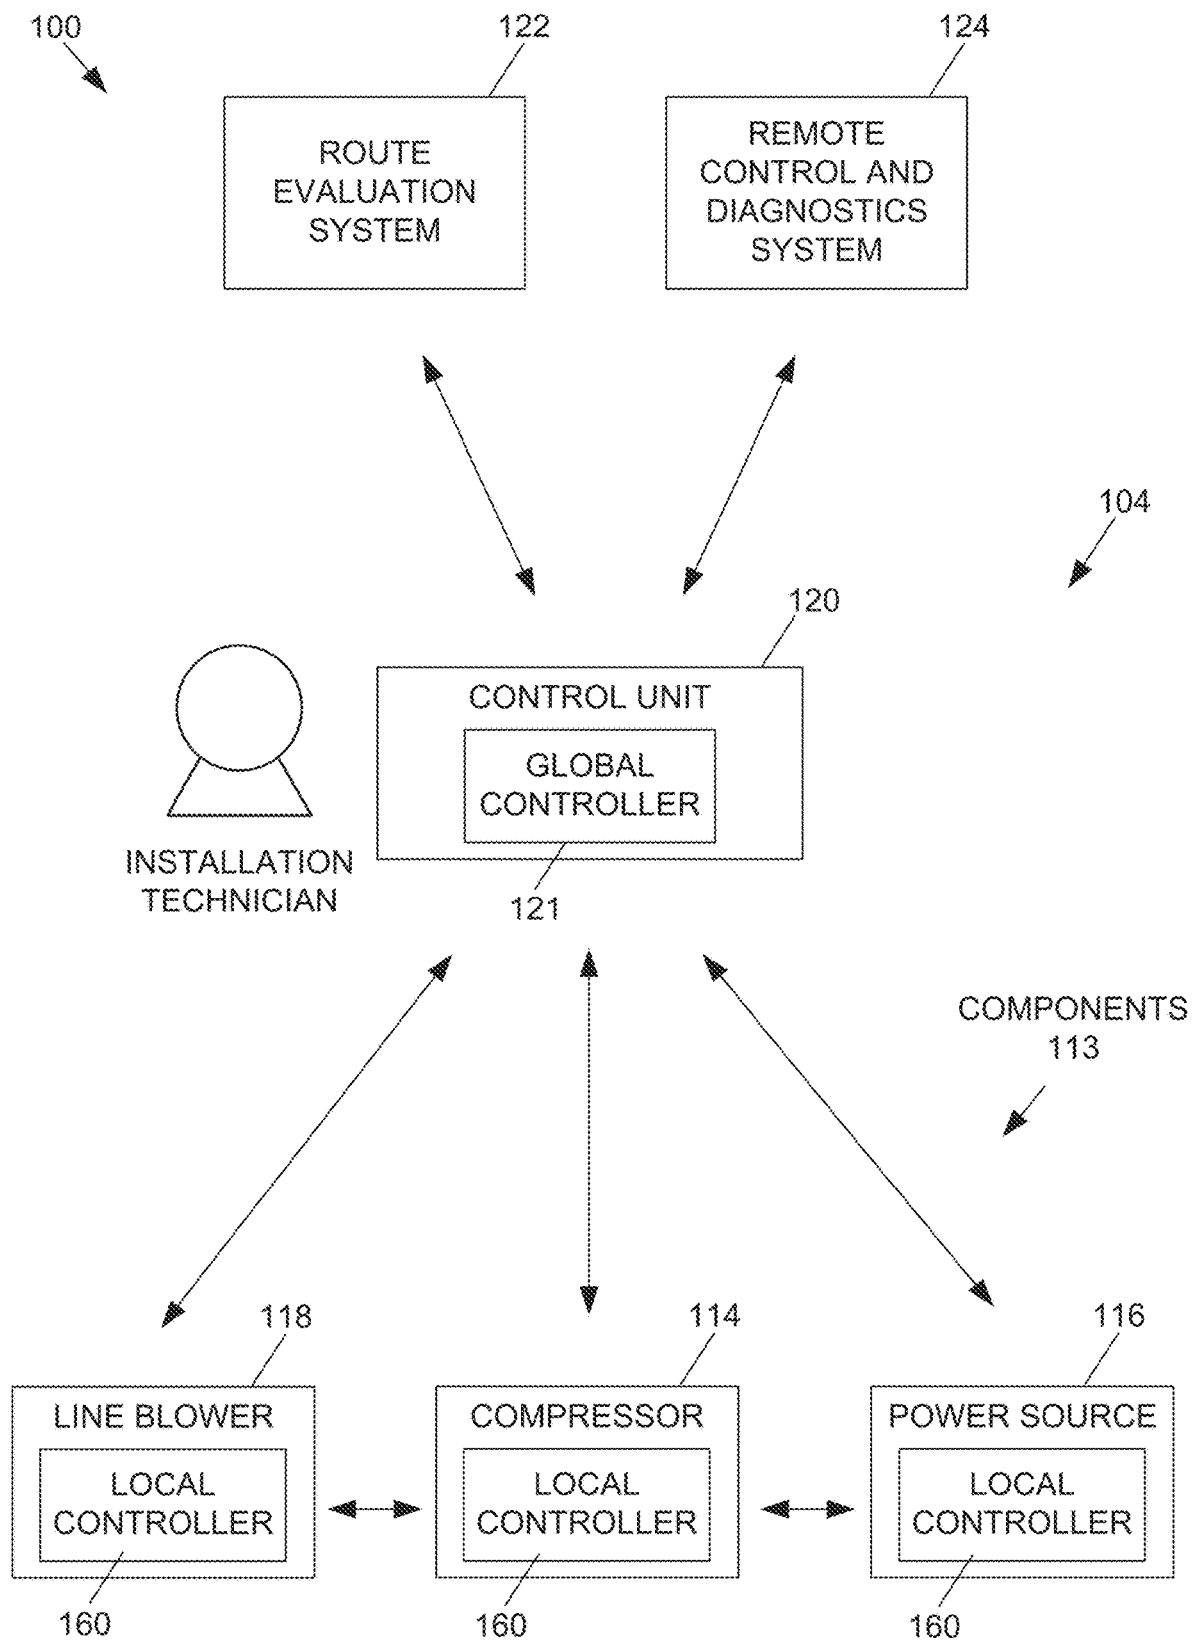 100
122
124
ROUTE
EVALUATION
SYSTEM
REMOTE
CONTROL AND
DIAGNOSTICS
SYSTEM
104
120
CONTROL UNIT
GLOBAL
CONTROLLER
121
INSTALLATION
TECHNICIAN
COMPONENTS
113
118
114
116
LINE BLOWER
LOCAL
CONTROLLER
160
COMPRESSOR
LOCAL
CONTROLLER
160
POWER SOURCE
LOCAL
CONTROLLER
160